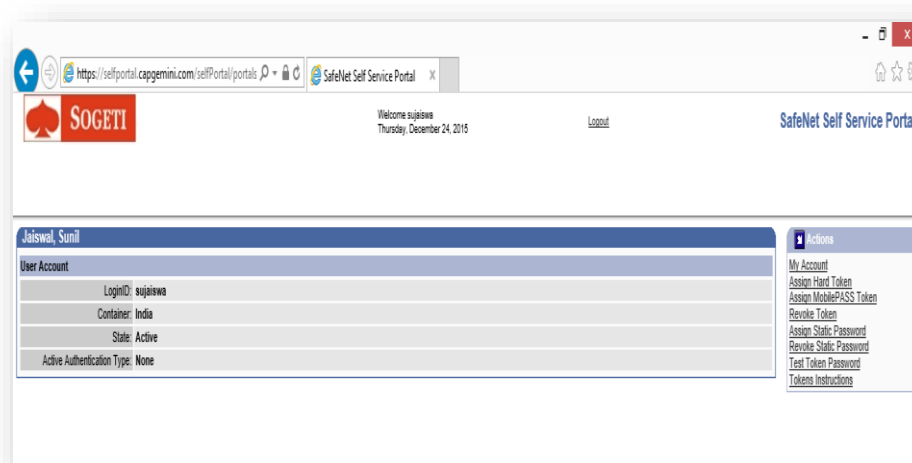 https://selfportal.capgemini.com/selfPortal/portals
SafeNet Self Service Portal X
SOGETI
Welcome sujaiswa
Thursday, December 24, 2015
Logout
SafeNet Self Service Porta
Jaiswal, Sunil
User Account
LoginID: sujaiswa
Container: India
State: Active
Active Authentication Type: None
Actions
My Account
Assign Hard Token
Assign MobilePASS Token
Revoke Token
Assign Static Password
Revoke Static Password
Test Token Password
Tokens Instructions